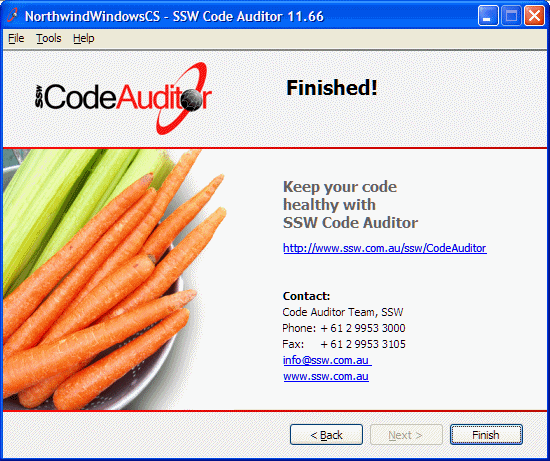 NorthwindWindowsCS - SSW Code Auditor 11.66
File Tools Help
SSW CodeAuditor
Finished!
Keep your code
healthy with
SSW Code Auditor
http://www.ssw.com.au/ssw/CodeAuditor
Contact:
Code Auditor Team, SSW
Phone: + 61 2 9953 3000
Fax: + 61 2 9953 3105
info@ssw.com.au
www.ssw.com.au
< Back Next > Finish